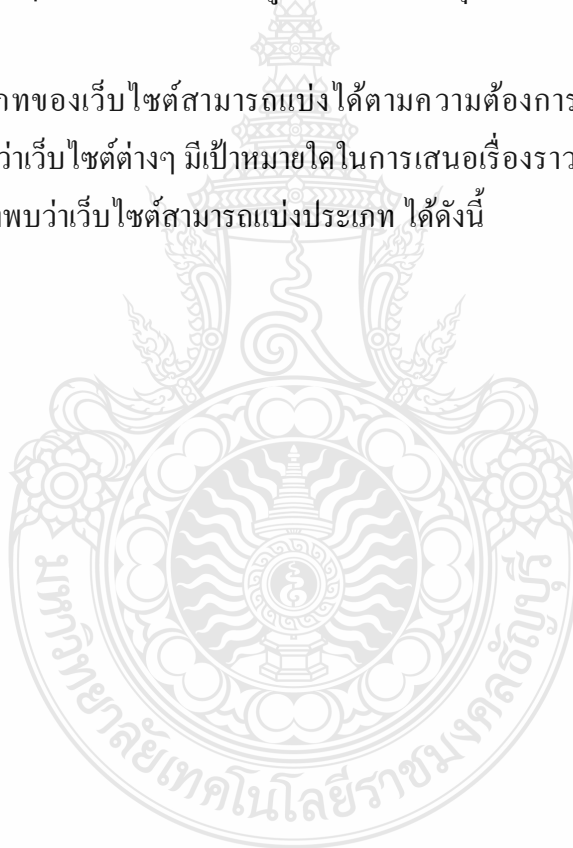 ภทของเว็บไซต์สามารถแบ่งได้ตามความต้องการ
ว่าเว็บไซต์ต่างๆ มีเป้าหมายใดในการเสนอเรื่องราว
พบว่าเว็บไซต์สามารถแบ่งประเภท ได้ดังนี้
มหาวิทยาลัยเทคโนโลยีราชมงคลธัญบุรี